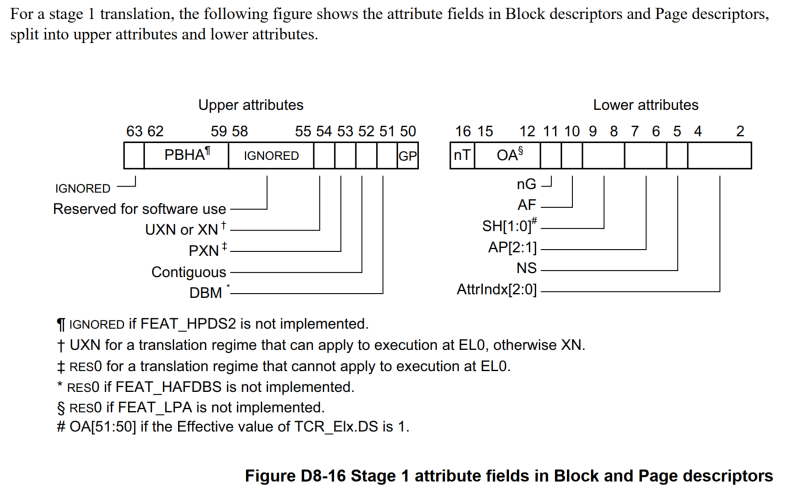 For a stage 1 translation, the following figure shows the attribute fields in Block descriptors and Page descriptors,
split into upper attributes and lower attributes.
Upper attributes
Lower attributes
63 62 59 58 55 54 53 52 51 50
16 15 12 11 10 9 8 7 6 5 4 2
PBHA¶ IGNORED GP
nT OA§
IGNORED
Reserved for software use
UXN or XN†
PXN‡
Contiguous
DBM *
nG
AF
SH[1:0]#
AP[2:1]
NS
AttrIndx[2:0]
¶ IGNORED if FEAT_HPDS2 is not implemented.
† UXN for a translation regime that can apply to execution at EL0, otherwise XN.
‡ RES0 for a translation regime that cannot apply to execution at EL0.
* RES0 if FEAT_HAFDBS is not implemented.
§ RES0 if FEAT_LPA is not implemented.
# OA[51:50] if the Effective value of TCR_Elx.DS is 1.
Figure D8-16 Stage 1 attribute fields in Block and Page descriptors